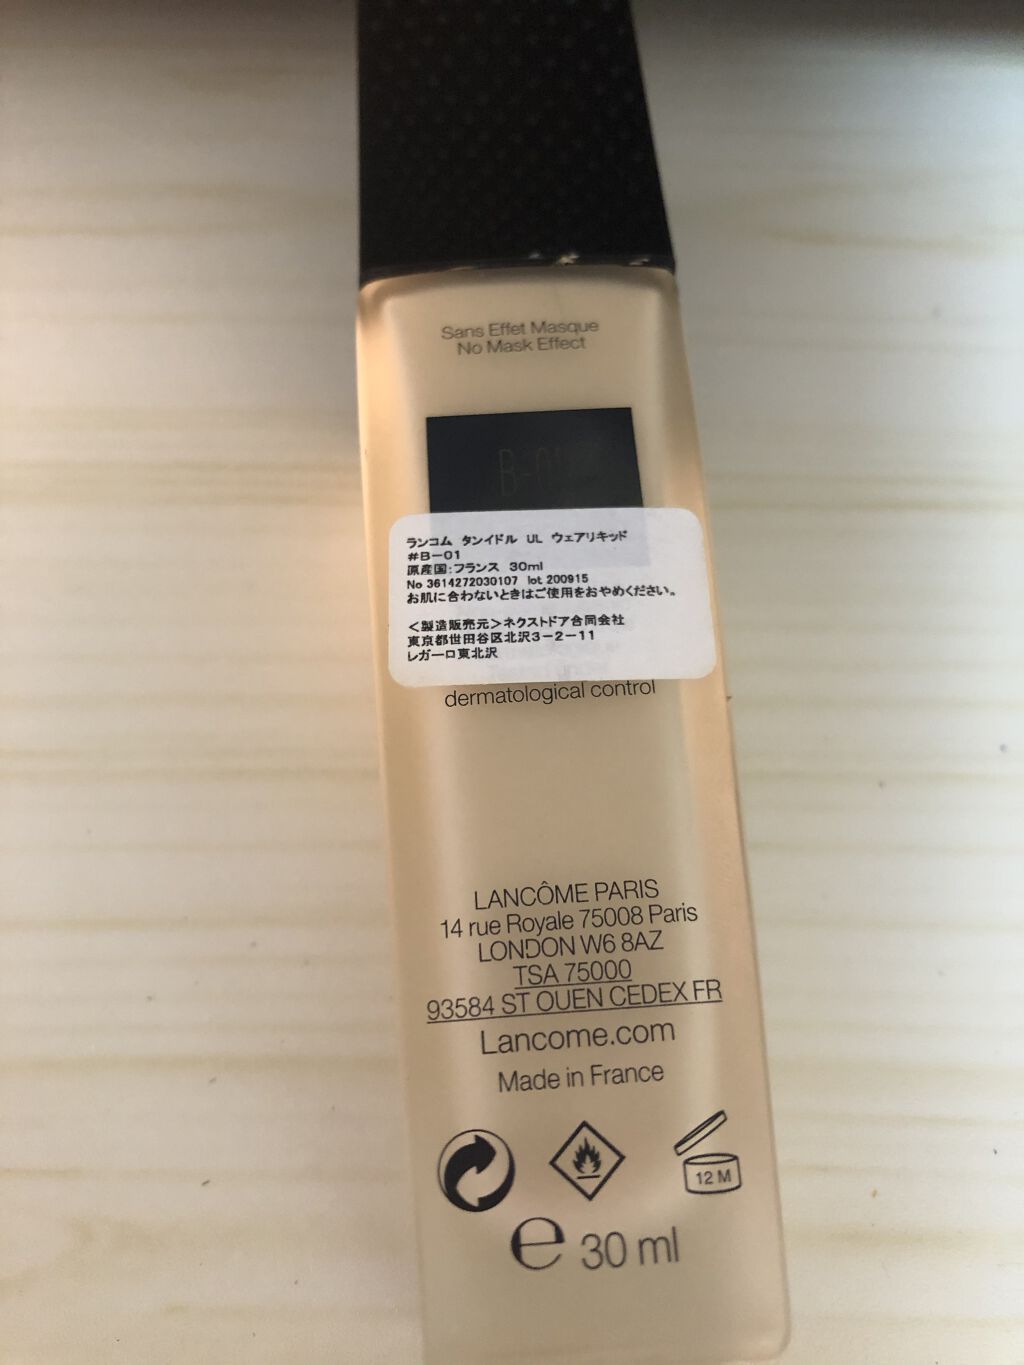 Sans Effet Masque
No Mask Effect
B-01
ランコム タンイドル UL ウェアリキッド
#B-01
原産国:フランス 30ml
No 3614272030107 lot 200915
お肌に合わないときはご使用をおやめください。
<製造販売元>ネクストドア合同会社
東京都世田谷区北沢3-2-11
レガーロ東北沢
dermatological control
LANCÔME PARIS
14 rue Royale 75008 Paris
LONDON W6 8AZ
TSA 75000
93584 ST OUEN CEDEX FR
Lancome.com
Made in France
12 M
e 30 ml